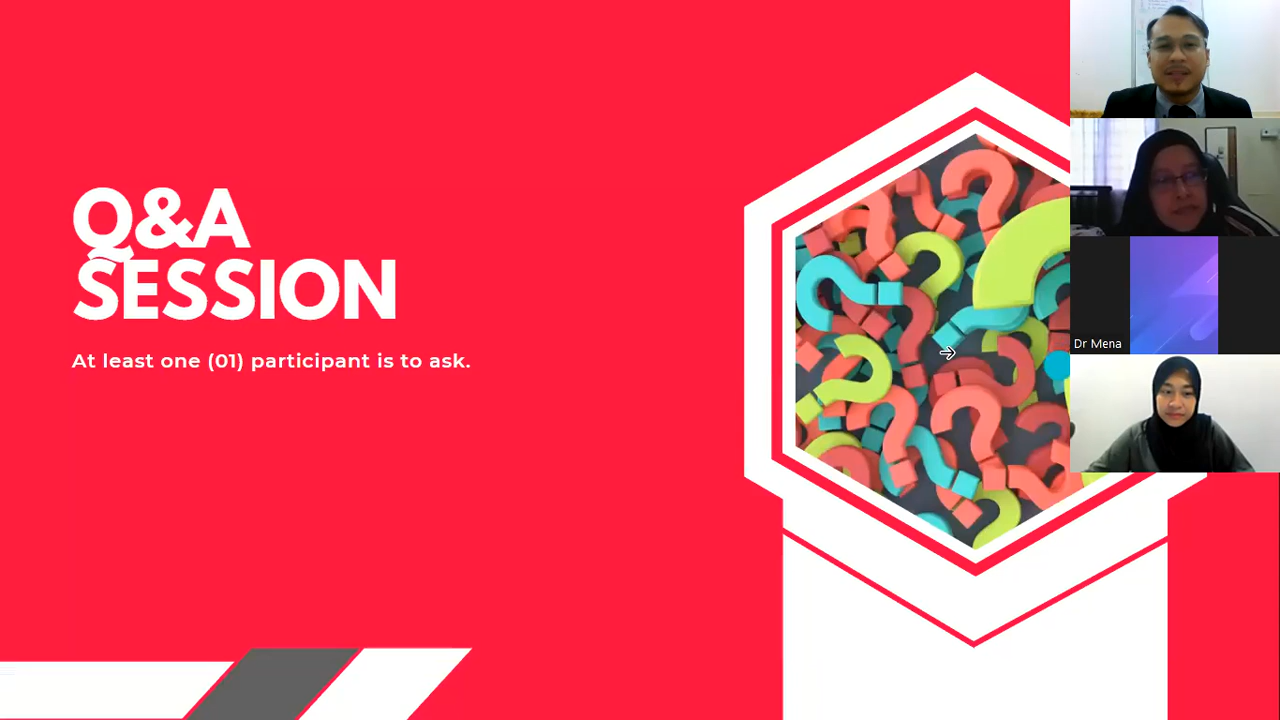 Q&A
SESSION
At least one (01) participant is to ask.
Dr Mena